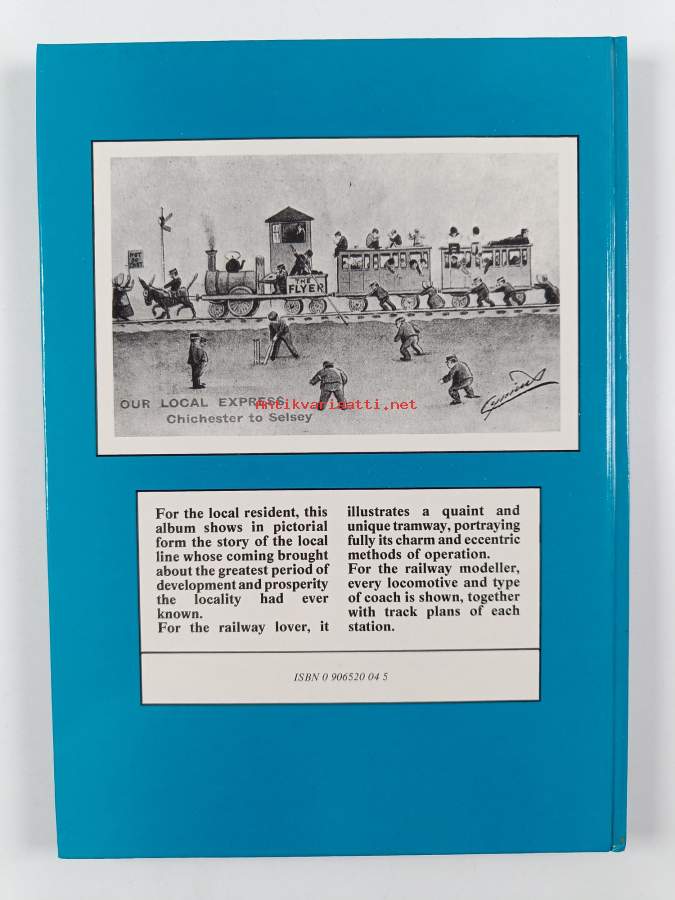 THE
FLYER
OUR LOCAL EXPRESS
Chichester to Selsey
Antikvariaatti.net
For the local resident, this
album shows in pictorial
form the story of the local
line whose coming brought
about the greatest period of
development and prosperity
the locality had ever
known.
For the railway lover, it
illustrates a quaint and
unique tramway, portraying
fully its charm and eccentric
methods of operation.
For the railway modeller,
every locomotive and type
of coach is shown, together
with track plans of each
station.
ISBN 0 906520 04 5